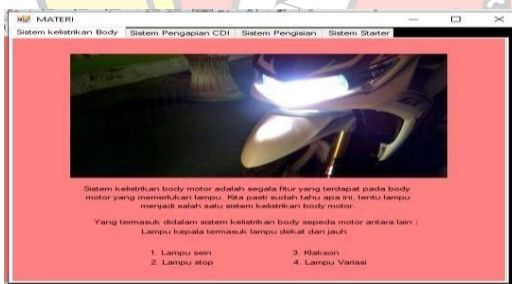 MATERI
Sistem kelistrikan Body Sistem Pengapian CDI Sistem Pengisian Sistem Starter
Sistem kelistrikan body motor adalah segala fitur yang terdapat pada body
motor yang memerlukan lampu. Kita pasti sudah tahu apa ini, tentu lampu
menjadi salah satu sistem kelistrikan body motor
Yang termasuk didalam sistem kelistrikan body sepeda motor antara lain :
Lampu kepala termasuk lampu dekat dan jauh
1. Lampu sein 3. Klakson
2. Lampu stop 4. Lampu Variasi